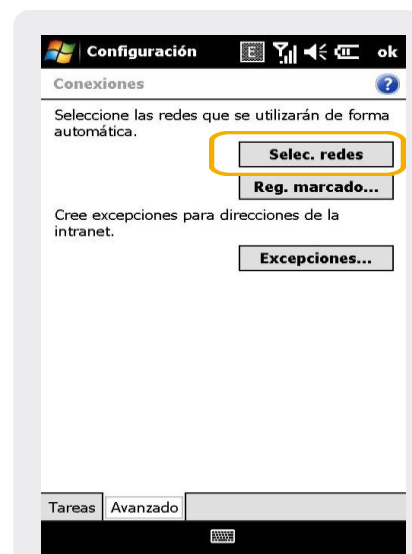 Configuración
E
ok
Conexiones
?
Seleccione las redes que se utilizarán de forma
automática.
Selec. redes
Reg. marcado...
Cree excepciones para direcciones de la
intranet.
Excepciones...
Tareas Avanzado